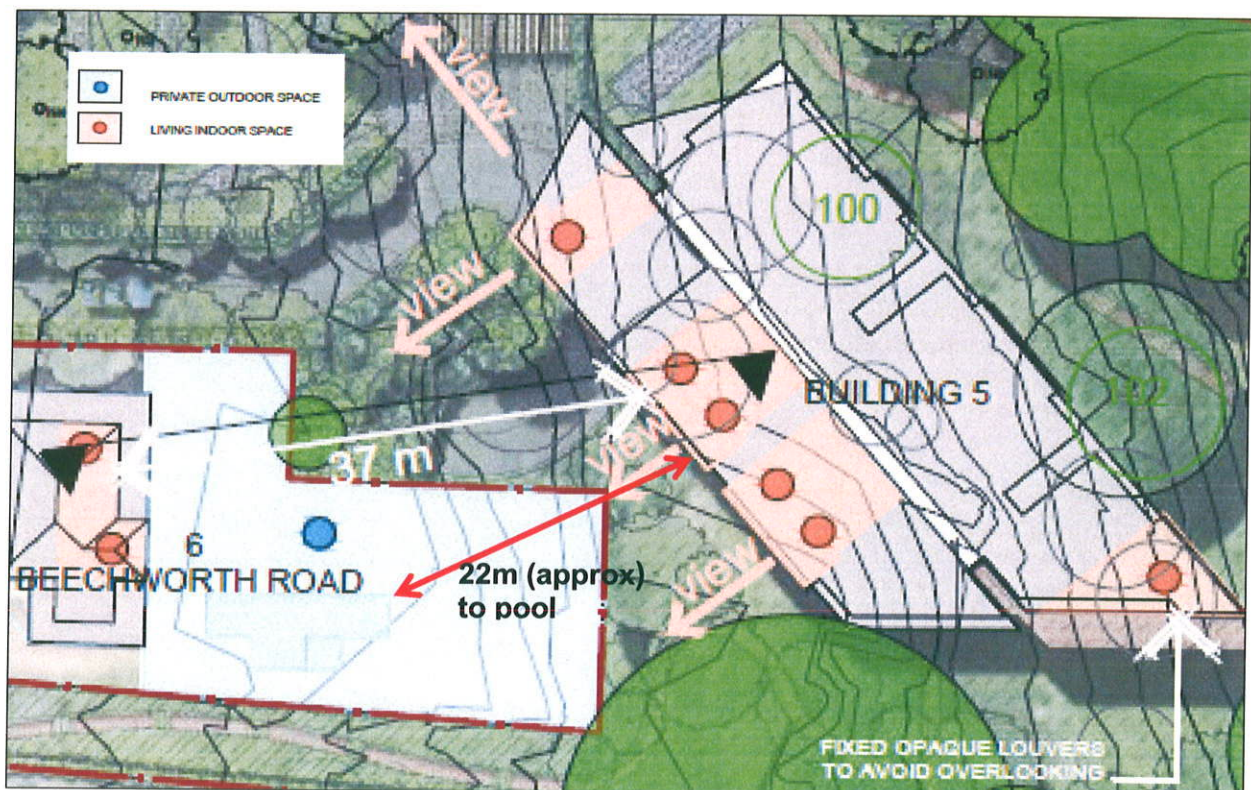 view
PRIVATE OUTDOOR SPACE
LIVING INDOOR SPACE
100
view
BUILDING 5
102
37 m
view
6
BEECHWORTH ROAD
22m (approx)
to pool
view
FIXED OPAQUE LOUVERS
TO AVOID OVERLOOKING